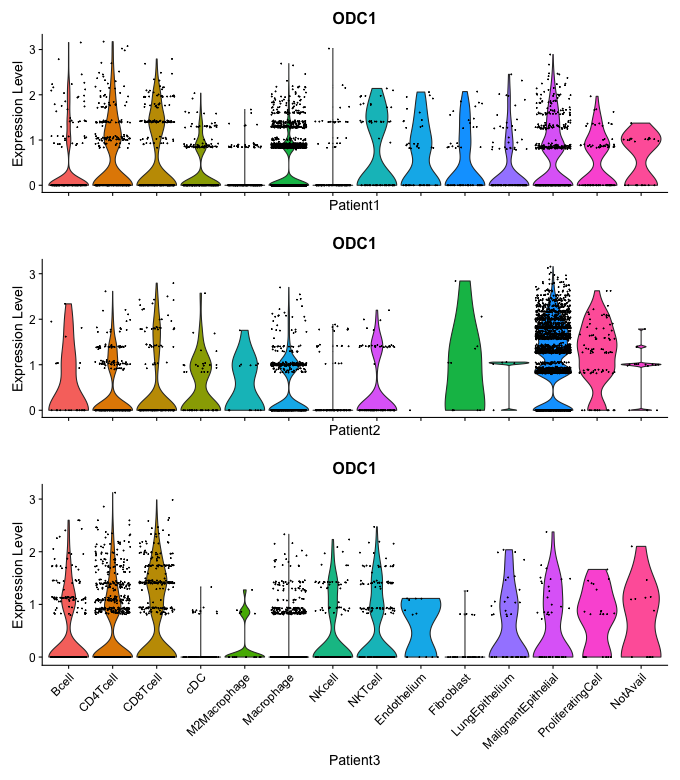 ODC1
Expression Level
3
2
1
0
Patient1
ODC1
Expression Level
3
2
1
0
Patient2
ODC1
Expression Level
3
2
1
0
Bcell
CD4Tcell
CD8Tcell
cDC
M2Macrophage
Macrophage
NKcell
NKTcell
Endothelium
Fibroblast
LungEpithelium
MalignantEpithelial
ProliferatingCell
NotAvail
Patient3